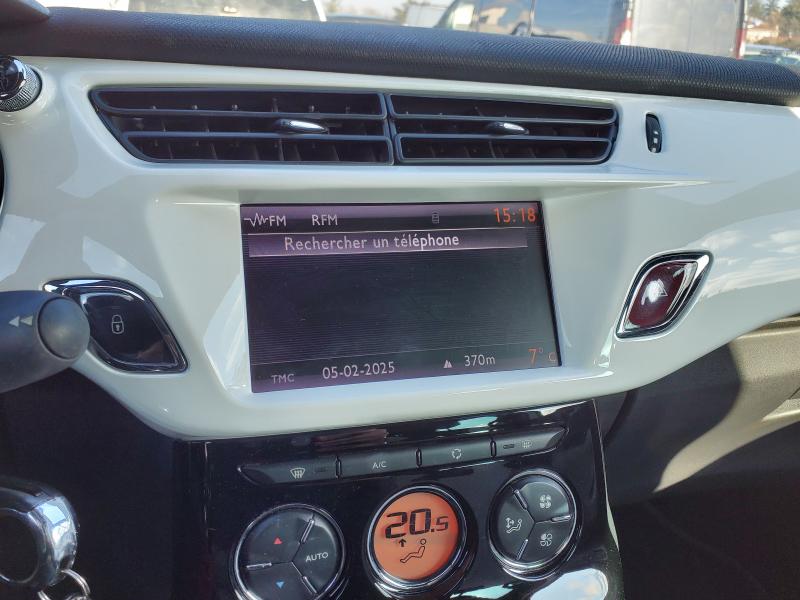 FM RFM 15:18
Rechercher un téléphone
TMC 05-02-2025 370m 7°C
A/C
20.5
AUTO